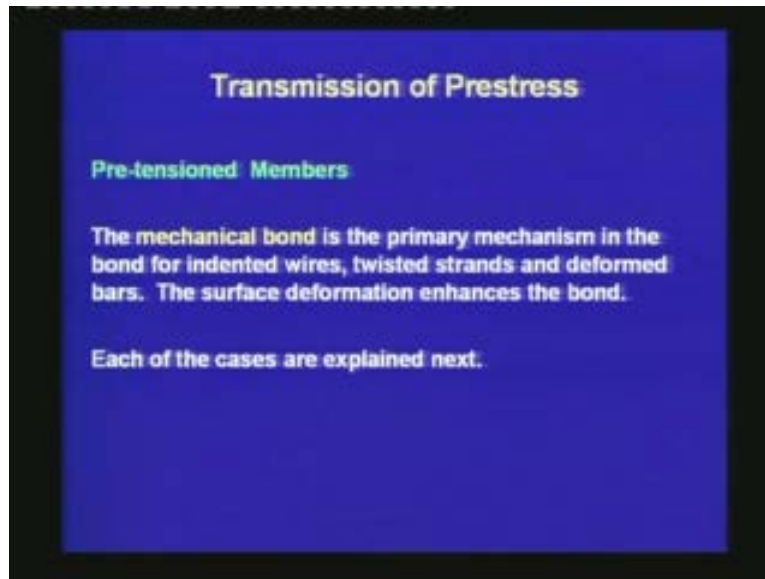 Transmission of Prestress
Pre-tensioned Members
The mechanical bond is the primary mechanism in the
bond for indented wires, twisted strands and deformed
bars. The surface deformation enhances the bond.
Each of the cases are explained next.